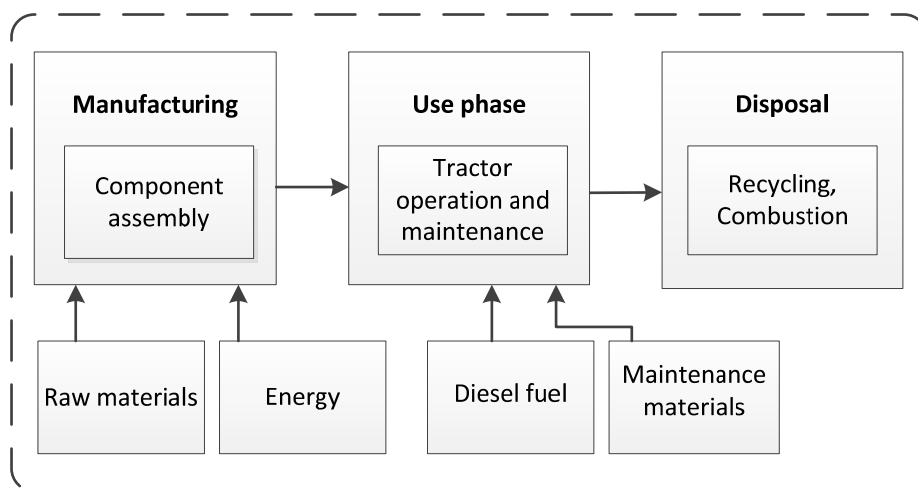 Manufacturing
Component
assembly
Use phase
Tractor
operation and
maintenance
Disposal
Recycling,
Combustion
Raw materials
Energy
Diesel fuel
Maintenance
materials